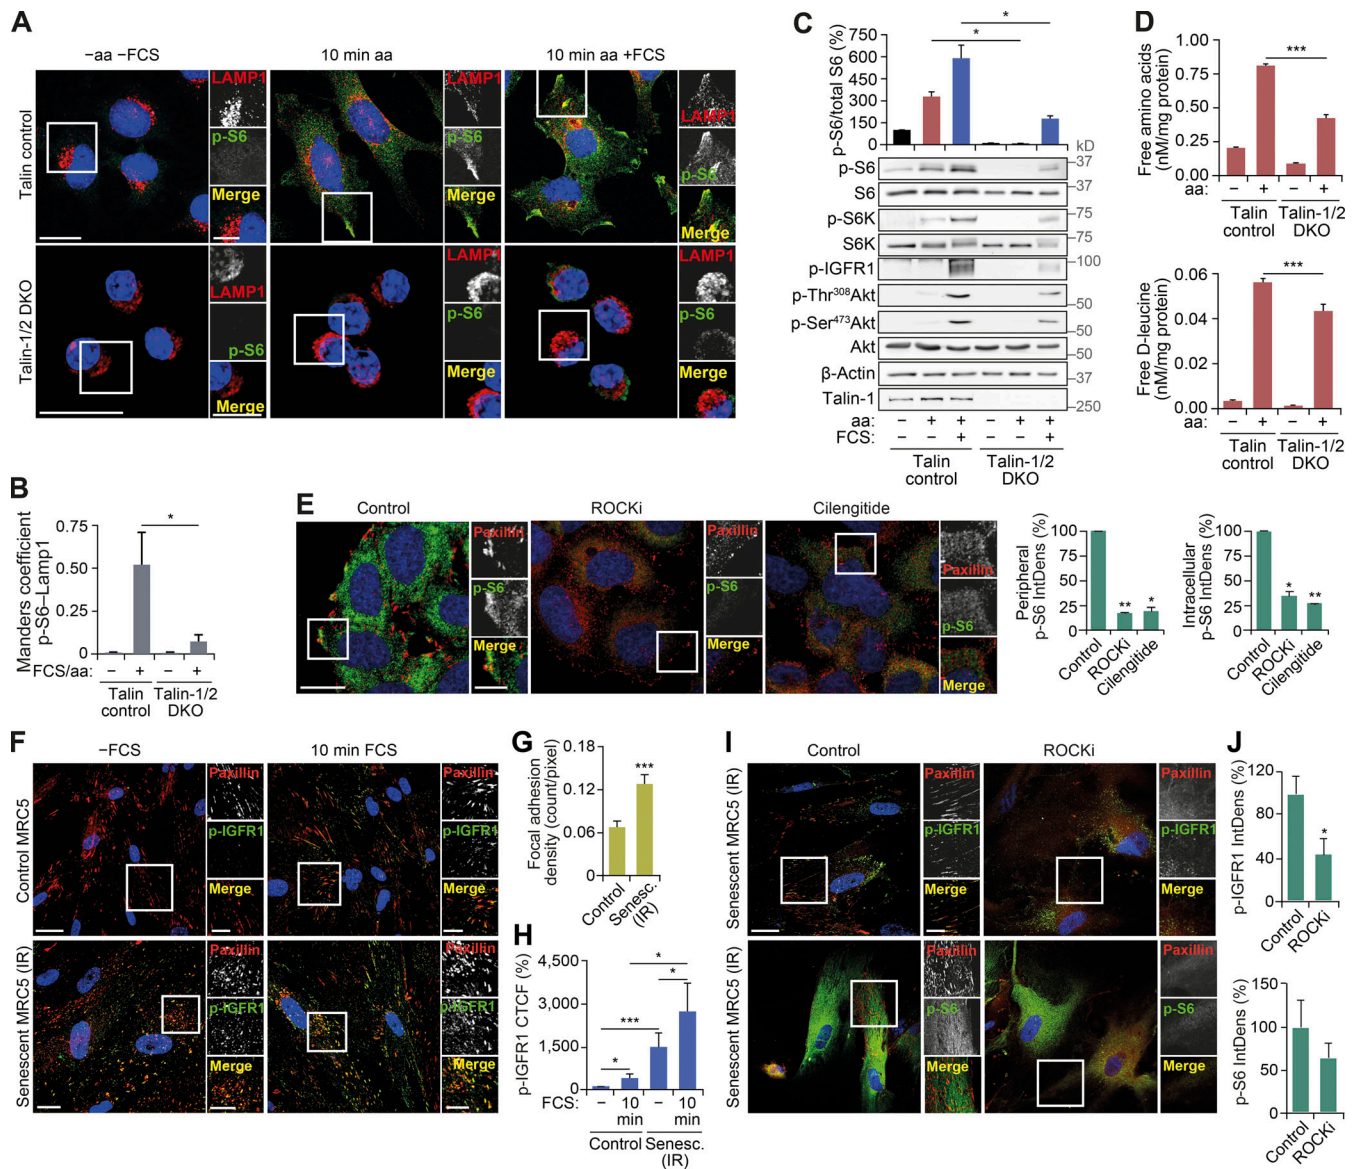 A
−aa −FCS
10 min aa
10 min aa +FCS
Talin control
LAMP1
p-S6
Merge
LAMP1
p-S6
Merge
LAMP1
p-S6
Merge
Talin-1/2 DKO
LAMP1
p-S6
Merge
LAMP1
p-S6
Merge
LAMP1
p-S6
Merge
B
Manders coefficient
p-S6–Lamp1
0.75
0.50
0.25
0
*
FCS/aa: − + − +
Talin control
Talin-1/2 DKO
C
p-S6/total S6 (%)
750
600
450
300
150
0
*
*
kD
p-S6
37
S6
37
p-S6K
75
S6K
75
p-IGFR1
100
p-Thr308Akt
50
p-Ser473Akt
Akt
50
β-Actin
37
Talin-1
250
aa: − + + − + +
FCS: − − + − − +
Talin control
Talin-1/2 DKO
D
Free amino acids
(nM/mg protein)
1.00
0.75
0.50
0.25
0
***
aa: − + − +
Talin control
Talin-1/2 DKO
Free D-leucine
(nM/mg protein)
0.06
0.04
0.02
0.00
***
aa: − + − +
Talin control
Talin-1/2 DKO
E
Control
ROCKi
Cilengitide
Paxillin
p-S6
Merge
Paxillin
p-S6
Merge
Paxillin
p-S6
Merge
Peripheral
p-S6 IntDens (%)
100
75
50
25
0
**
*
Control
ROCKi
Cilengitide
Intracellular
p-S6 IntDens (%)
100
75
50
25
0
*
**
Control
ROCKi
Cilengitide
F
−FCS
10 min FCS
Control MRC5
Paxillin
p-IGFR1
Merge
Paxillin
p-IGFR1
Merge
Senescent MRC5 (IR)
Paxillin
p-IGFR1
Merge
Paxillin
p-IGFR1
Merge
G
Focal adhesion
density (count/pixel)
0.18
0.12
0.06
0
***
Control
Senesc.
(IR)
H
p-IGFR1 CTCF (%)
4,500
3,000
1,500
0
*
***
*
*
FCS: − 10 min − 10 min
Control
Senesc. (IR)
I
Control
ROCKi
Senescent MRC5 (IR)
Paxillin
p-IGFR1
Merge
Paxillin
p-IGFR1
Merge
Senescent MRC5 (IR)
Paxillin
p-S6
Merge
Paxillin
p-S6
Merge
J
p-IGFR1 IntDens (%)
120
80
40
0
*
Control
ROCKi
p-S6 IntDens (%)
150
100
50
0
Control
ROCKi